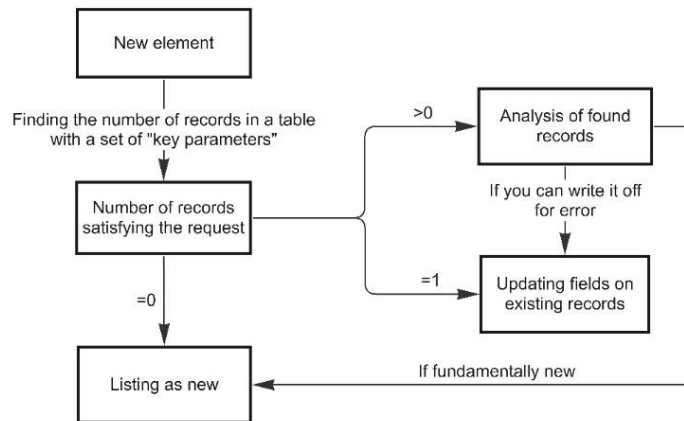 New element
Finding the number of records in a table
with a set of "key parameters"
>0
Analysis of found
records
If you can write it off
for error
Number of records
satisfying the request
=1
Updating fields on
existing records
=0
If fundamentally new
Listing as new